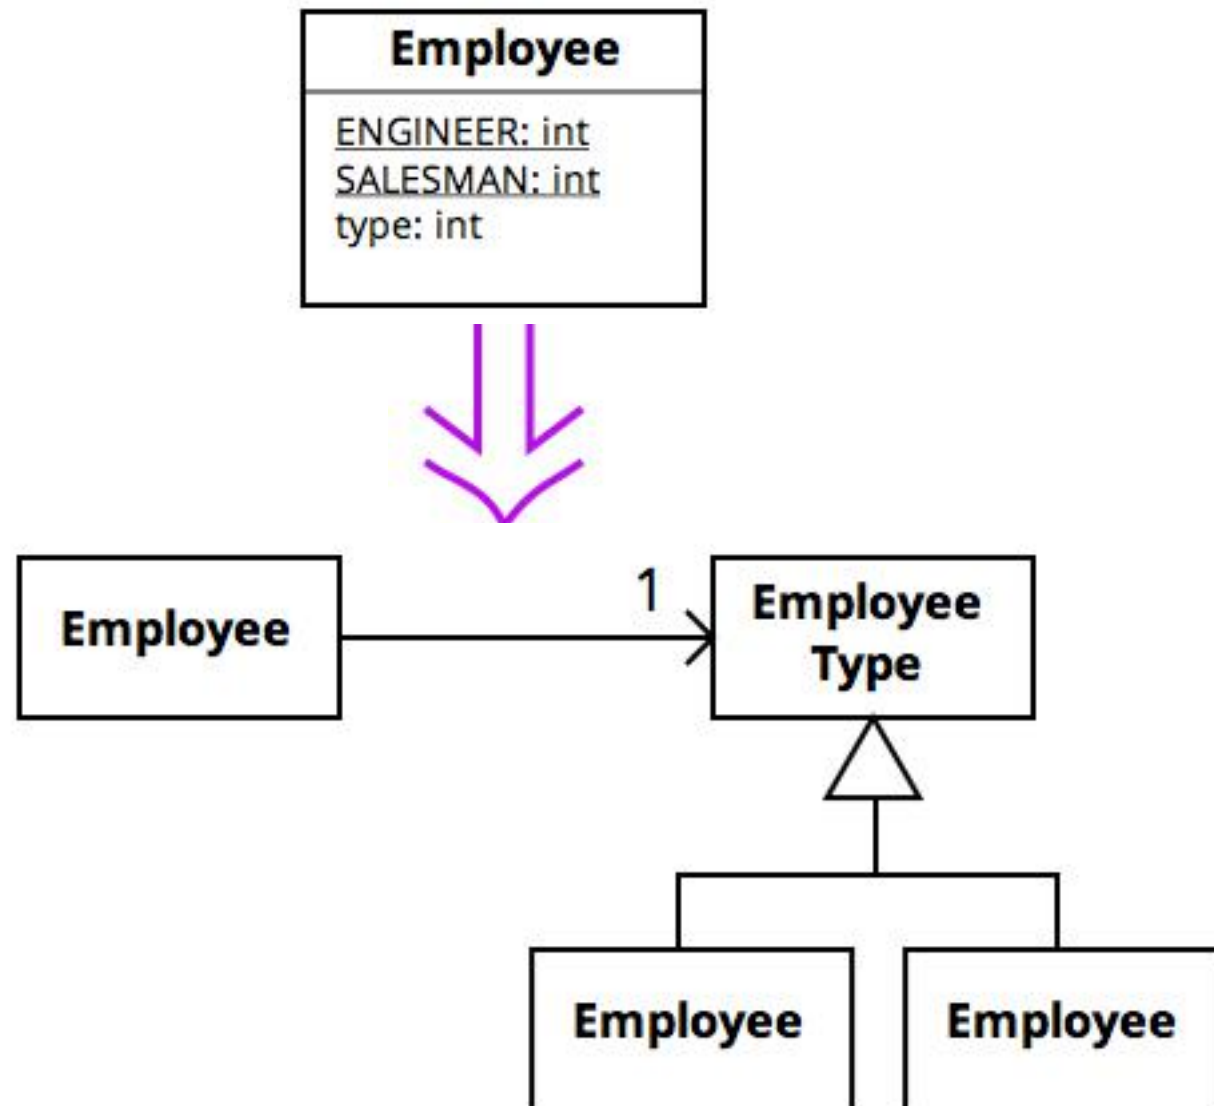 Employee
ENGINEER: int
SALESMAN: int
type: int
Employee
1
Employee
Type
Employee
Employee